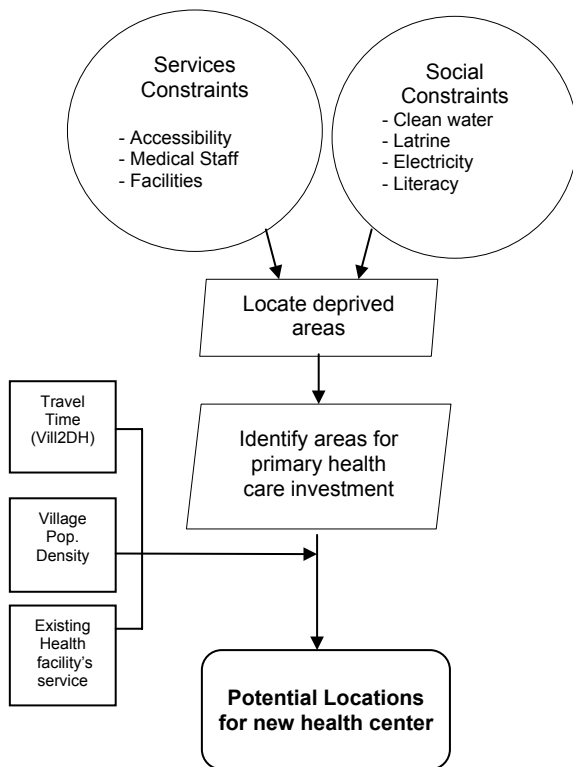 Services
Constraints
- Accessibility
- Medical Staff
- Facilities
Social
Constraints
- Clean water
- Latrine
- Electricity
- Literacy
Locate deprived
areas
Travel
Time
(Vill2DH)
Identify areas for
primary health
care investment
Village
Pop.
Density
Existing
Health
facility's
service
Potential Locations
for new health center